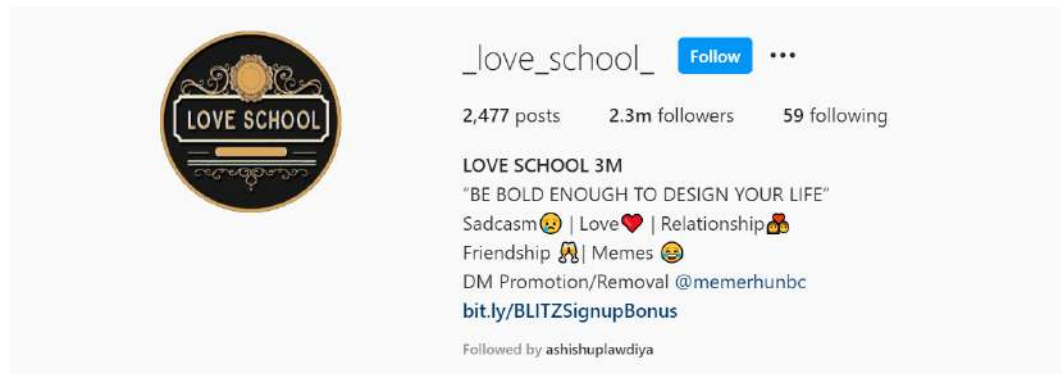 LOVE SCHOOL
_love_school_ Follow
2,477 posts 2.3m followers 59 following
LOVE SCHOOL 3M
"BE BOLD ENOUGH TO DESIGN YOUR LIFE"
Sadcasm😥 | Love❤️ | Relationship💑
Friendship 🥂| Memes 😂
DM Promotion/Removal @memerhunbc
bit.ly/BLITZSignupBonus
Followed by ashishuplawdiya